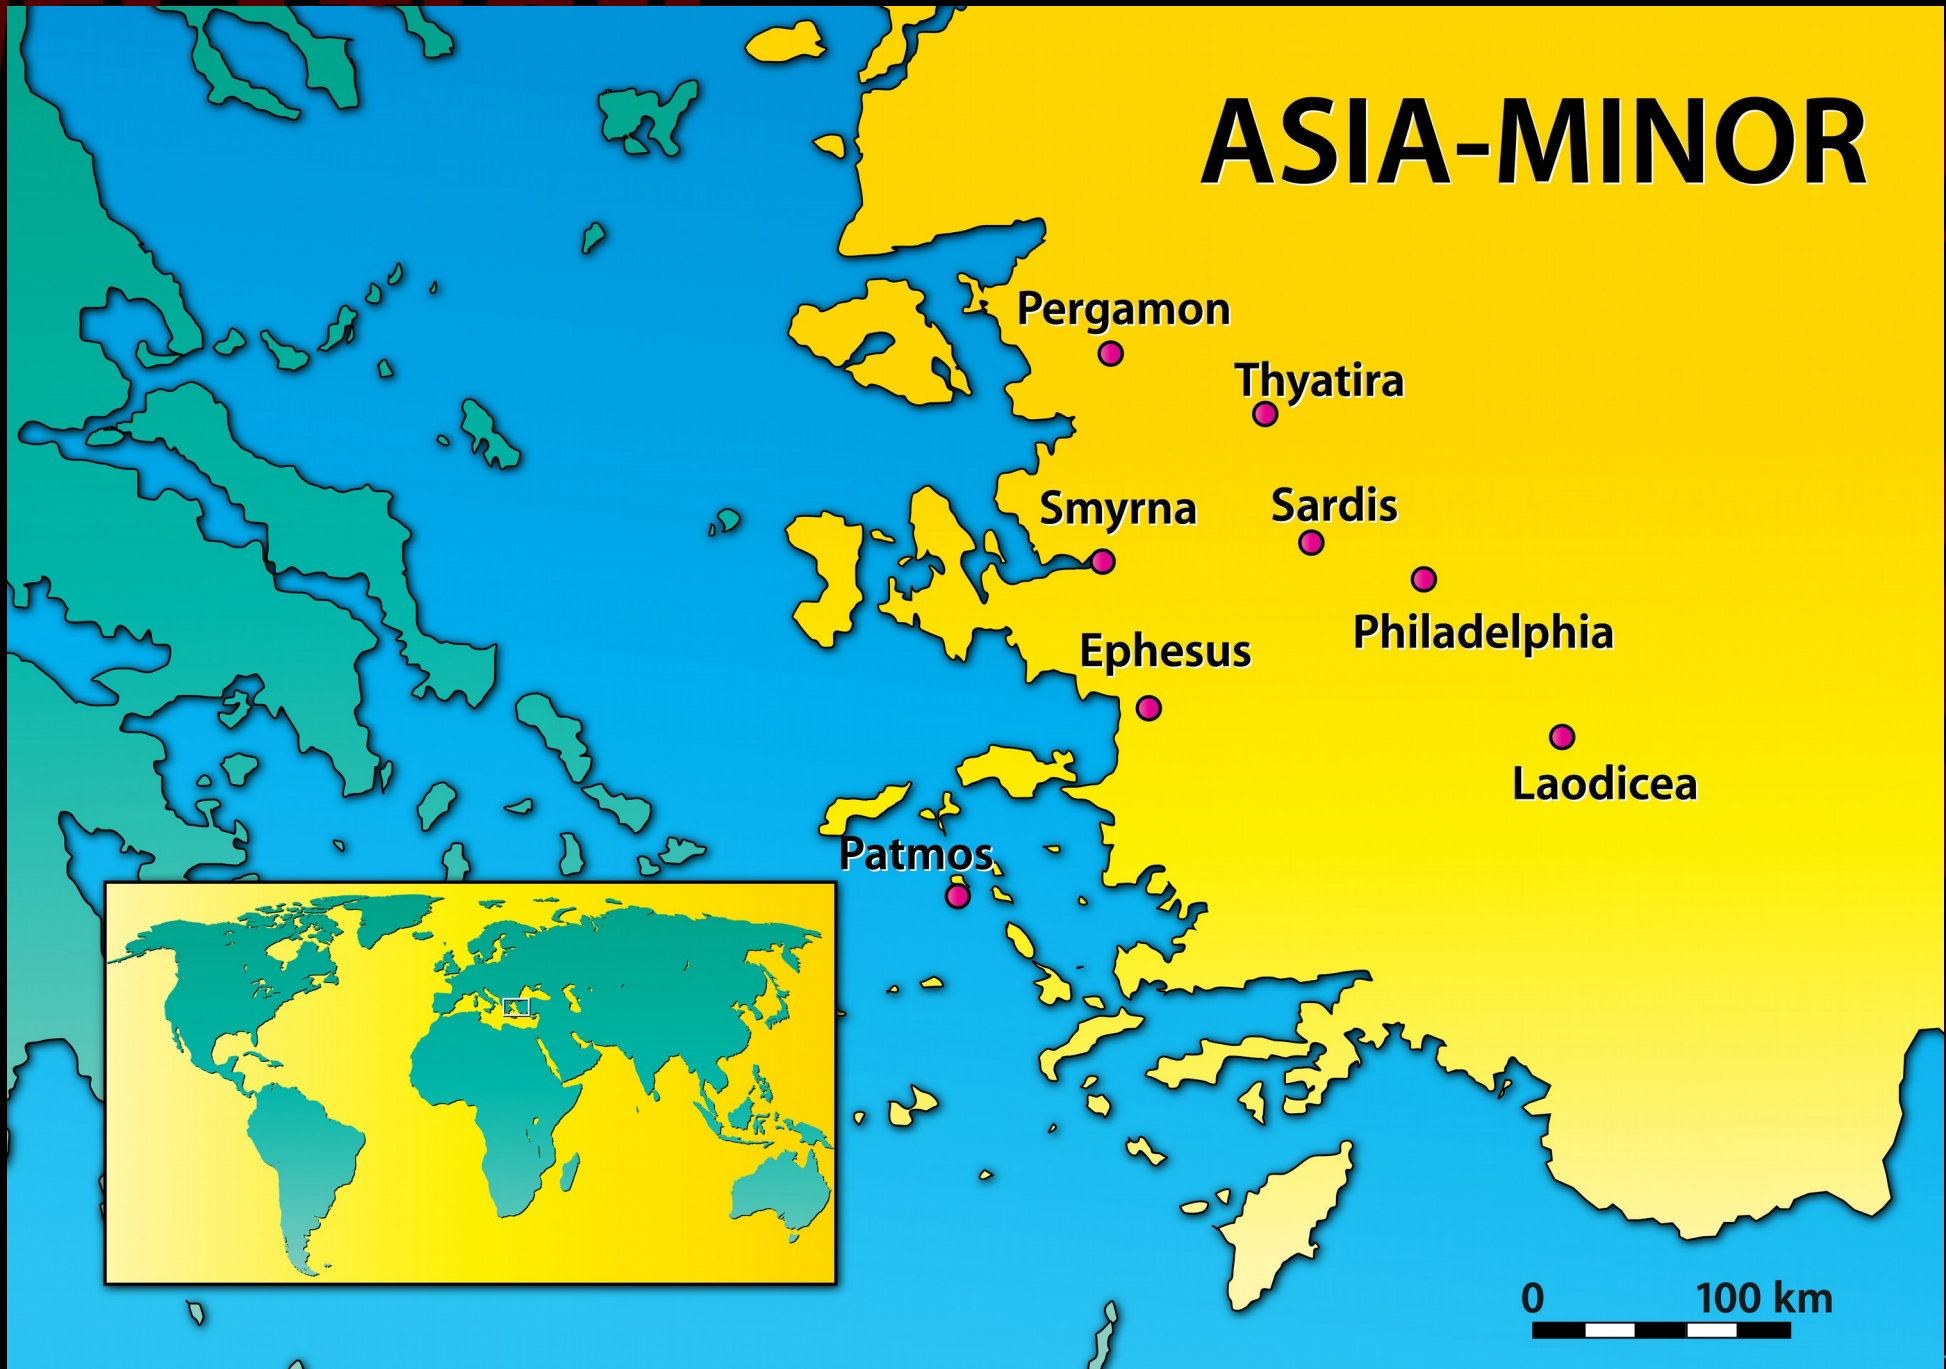 ASIA-MINOR
Pergamon
Thyatira
Smyrna
Sardis
Philadelphia
Ephesus
Laodicea
Patmos
0 100 km